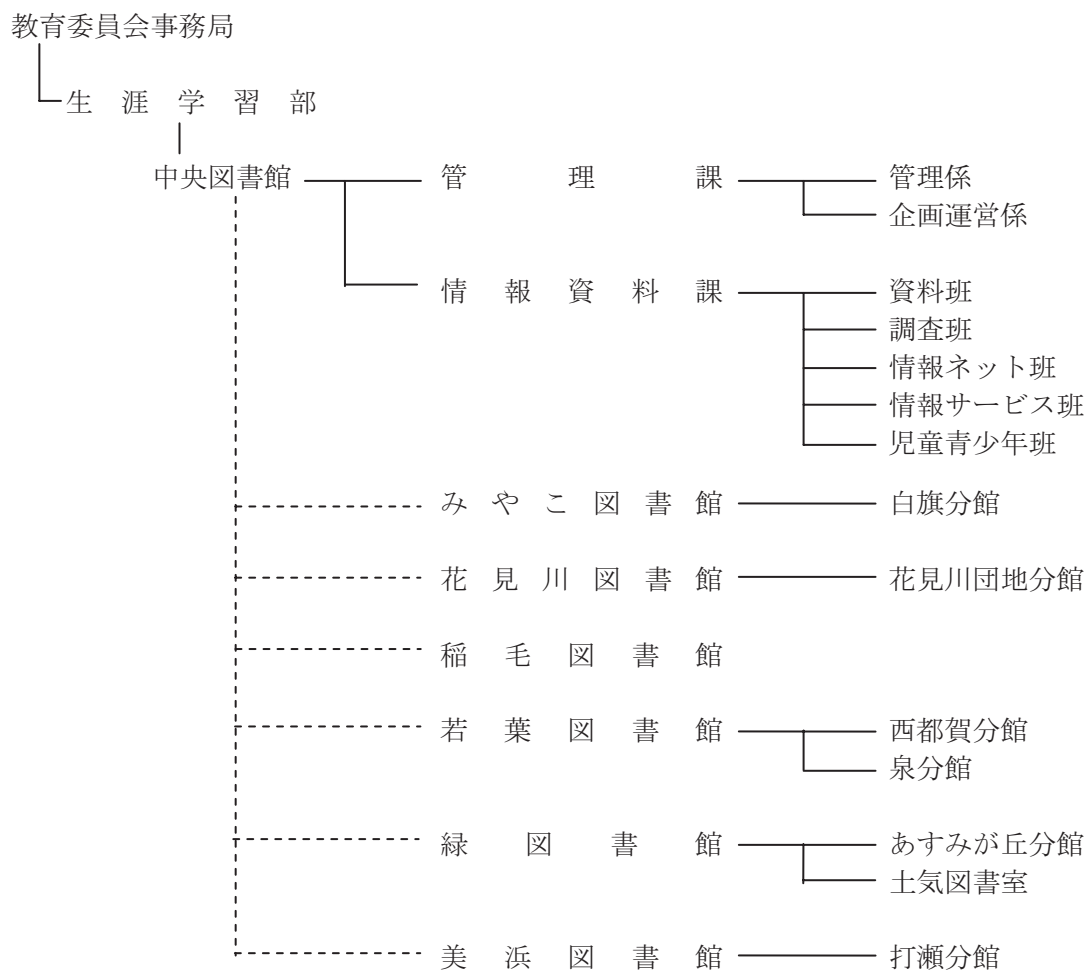 教育委員会事務局
生涯学習部
中央図書館 管理課 管理係
企画運営係
情報資料課 資料班
調査班
情報ネット班
情報サービス班
児童青少年班
みやこ図書館 白旗分館
花見川図書館 花見川団地分館
稲毛図書館
若葉図書館 西都賀分館
泉分館
緑図書館 あすみが丘分館
土気図書室
美浜図書館 打瀬分館